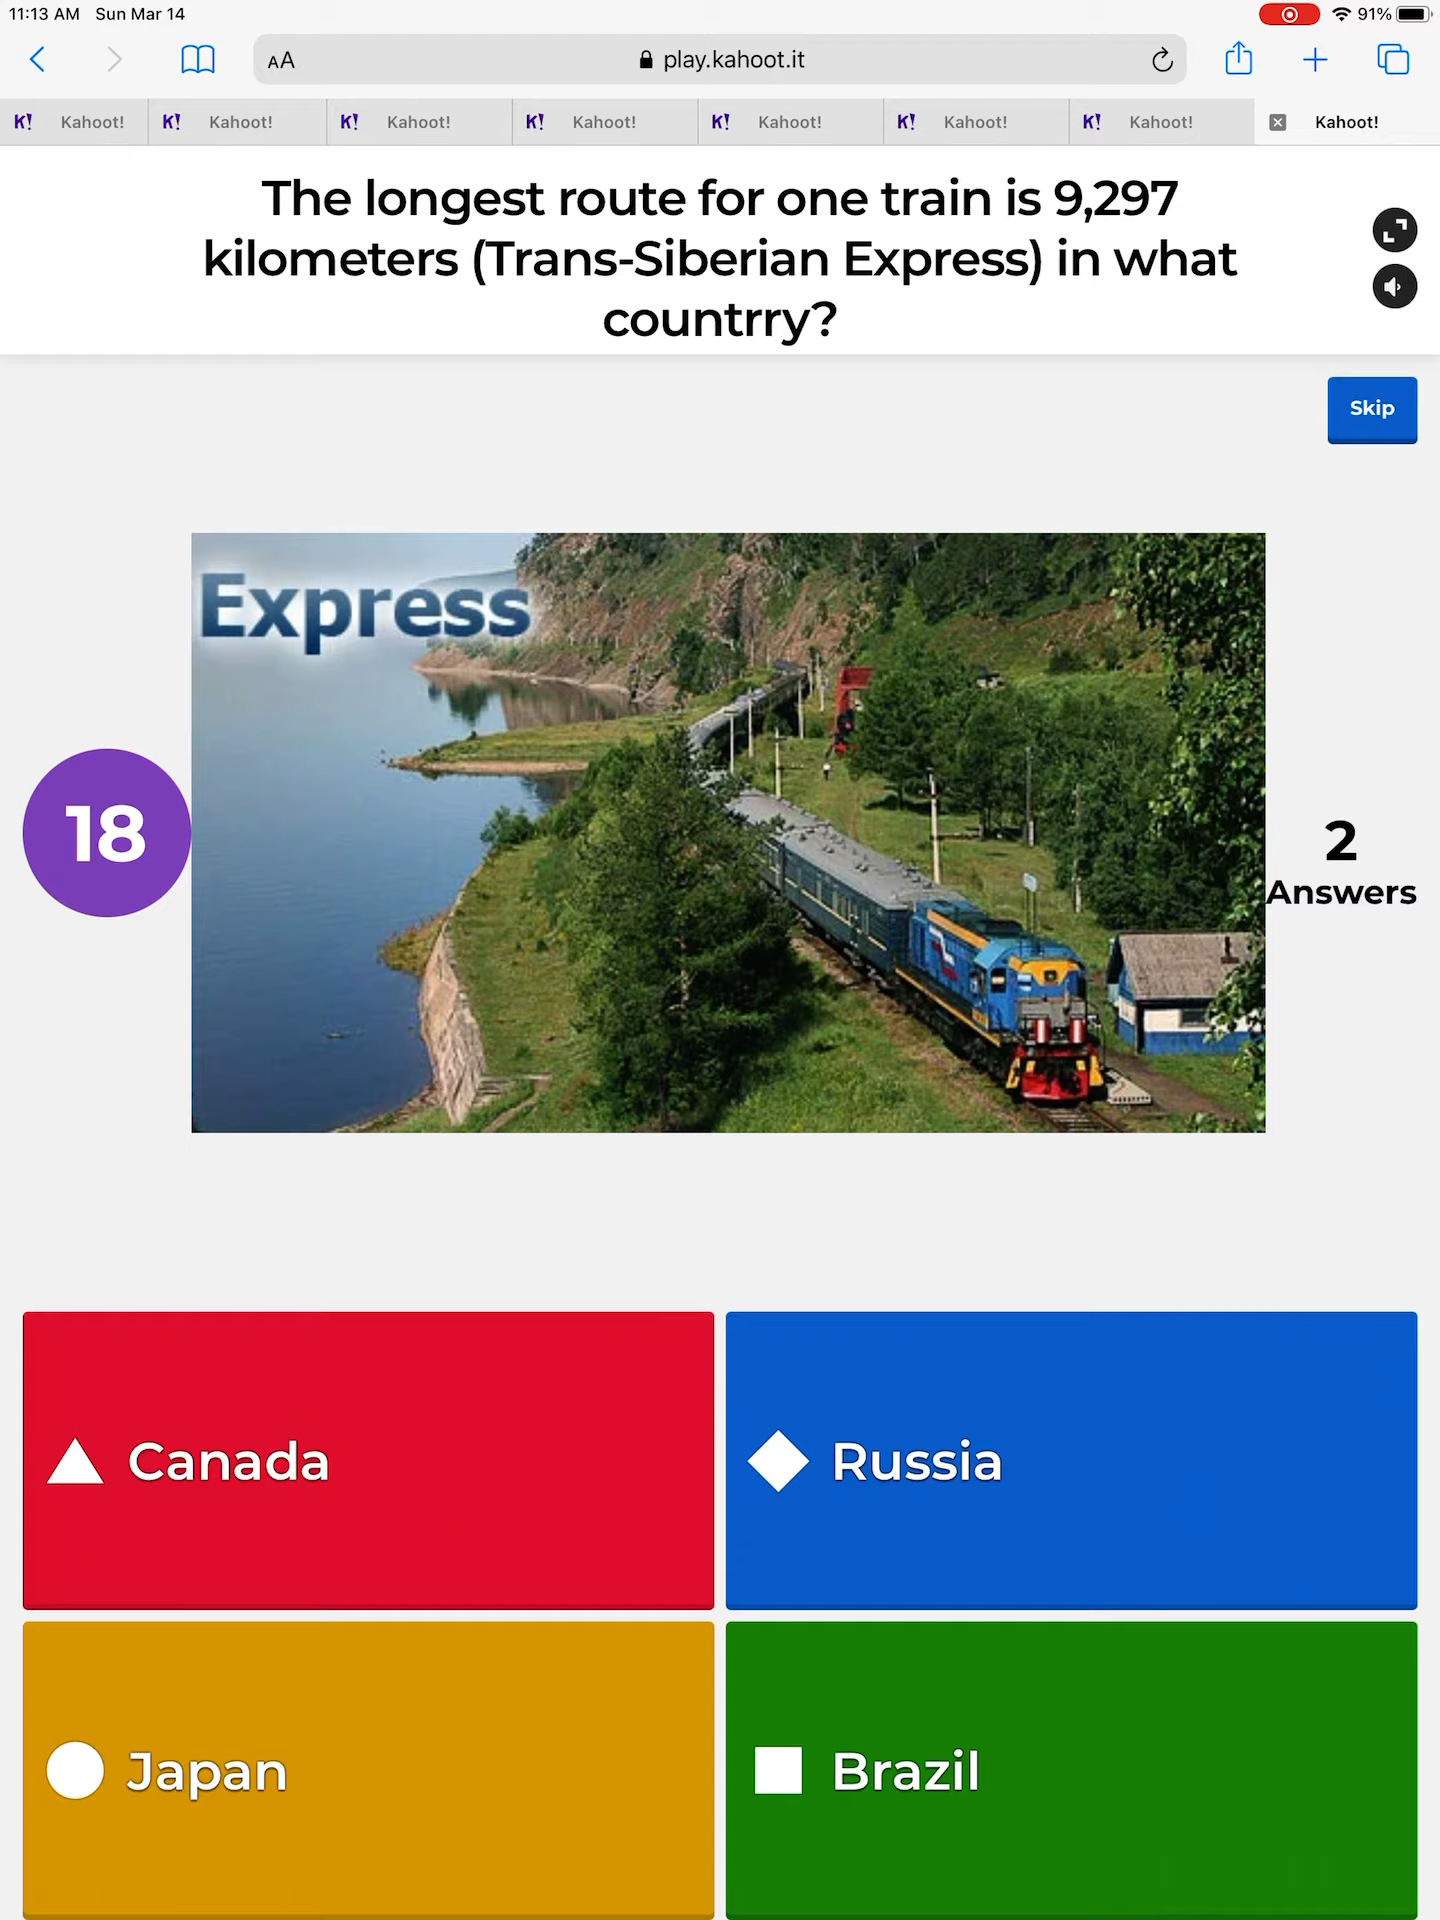 11:13 AM Sun Mar 14
91%
AA
play.kahoot.it
K! Kahoot! K! Kahoot! K! Kahoot! K! Kahoot! K! Kahoot! K! Kahoot! K! Kahoot! Kahoot!
The longest route for one train is 9,297
kilometers (Trans-Siberian Express) in what
countrry?
Skip
Express
18
2
Answers
Canada
Russia
Japan
Brazil